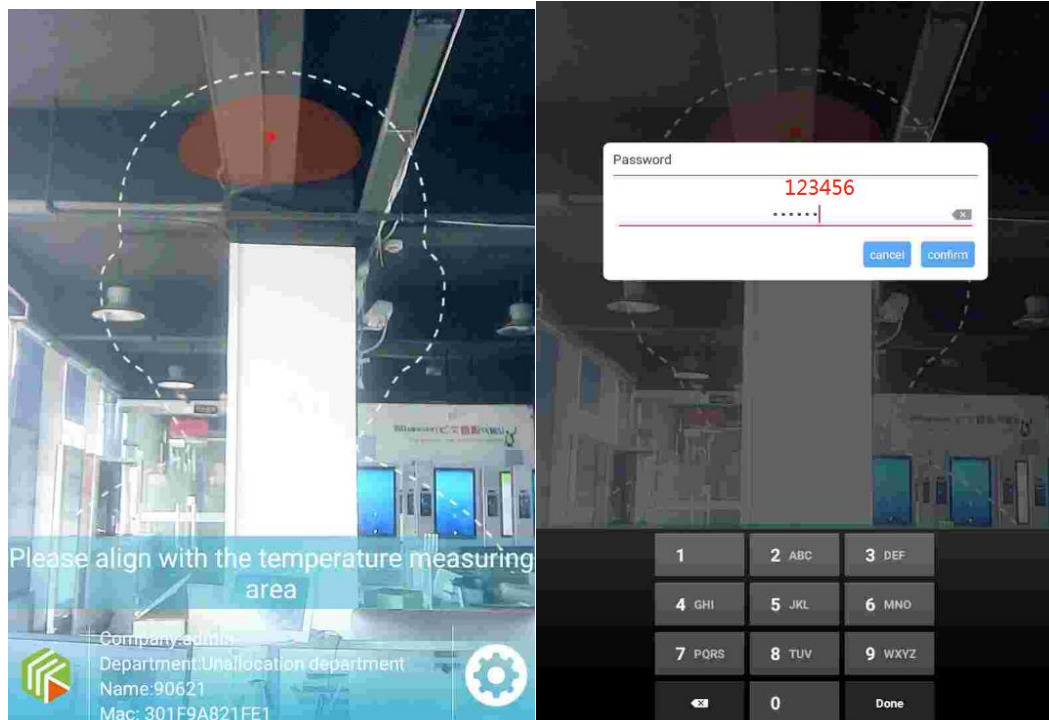 Please align with the temperature measuring
area
Company:admin
Department:Unallocation department
Name:90621
Mac: 301F9A821FE1
Password
123456
••••••
cancel confirm
1 2 ABC 3 DEF
4 GHI 5 JKL 6 MNO
7 PQRS 8 TUV 9 WXYZ
0 Done